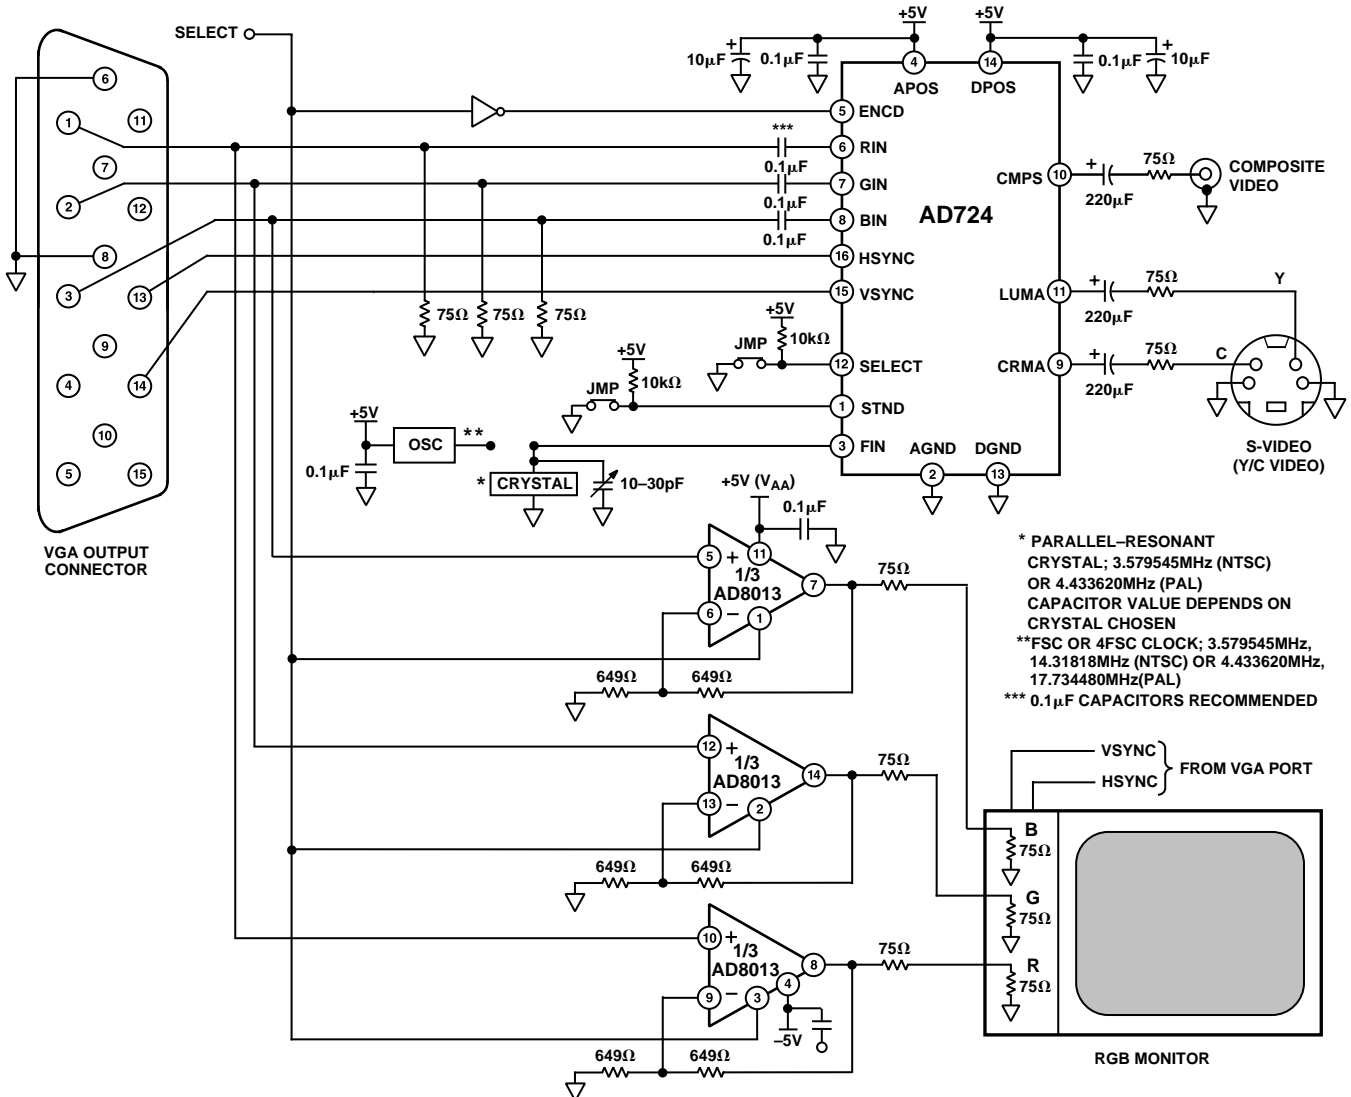 SELECT
+5V
+5V
10µF
+
0.1µF
0.1µF
+
10µF
4
14
APOS
DPOS
6
1
11
7
2
12
8
3
13
9
4
14
10
5
15
VGA OUTPUT
CONNECTOR
5
ENCD
***
6
RIN
0.1µF
7
GIN
0.1µF
8
BIN
0.1µF
16
HSYNC
15
VSYNC
AD724
75Ω
75Ω
75Ω
+5V
10kΩ
JMP
12
SELECT
+5V
10kΩ
JMP
1
STND
3
FIN
AGND
DGND
2
13
CMPS
10
+
220µF
75Ω
COMPOSITE
VIDEO
LUMA
11
+
220µF
75Ω
Y
CRMA
9
+
220µF
75Ω
C
S-VIDEO
(Y/C VIDEO)
+5V
OSC
**
0.1µF
*
CRYSTAL
10–30pF
+5V (VAA)
0.1µF
5
+
11
1/3
AD8013
7
6
–
1
75Ω
649Ω
649Ω
12
+
1/3
AD8013
14
13
–
2
75Ω
649Ω
649Ω
10
+
1/3
AD8013
8
4
9
–
3
–5V
75Ω
649Ω
649Ω
* PARALLEL–RESONANT
CRYSTAL; 3.579545MHz (NTSC)
OR 4.433620MHz (PAL)
CAPACITOR VALUE DEPENDS ON
CRYSTAL CHOSEN
**FSC OR 4FSC CLOCK; 3.579545MHz,
14.31818MHz (NTSC) OR 4.433620MHz,
17.734480MHz(PAL)
*** 0.1µF CAPACITORS RECOMMENDED
VSYNC
HSYNC
FROM VGA PORT
B
75Ω
G
75Ω
R
75Ω
RGB MONITOR